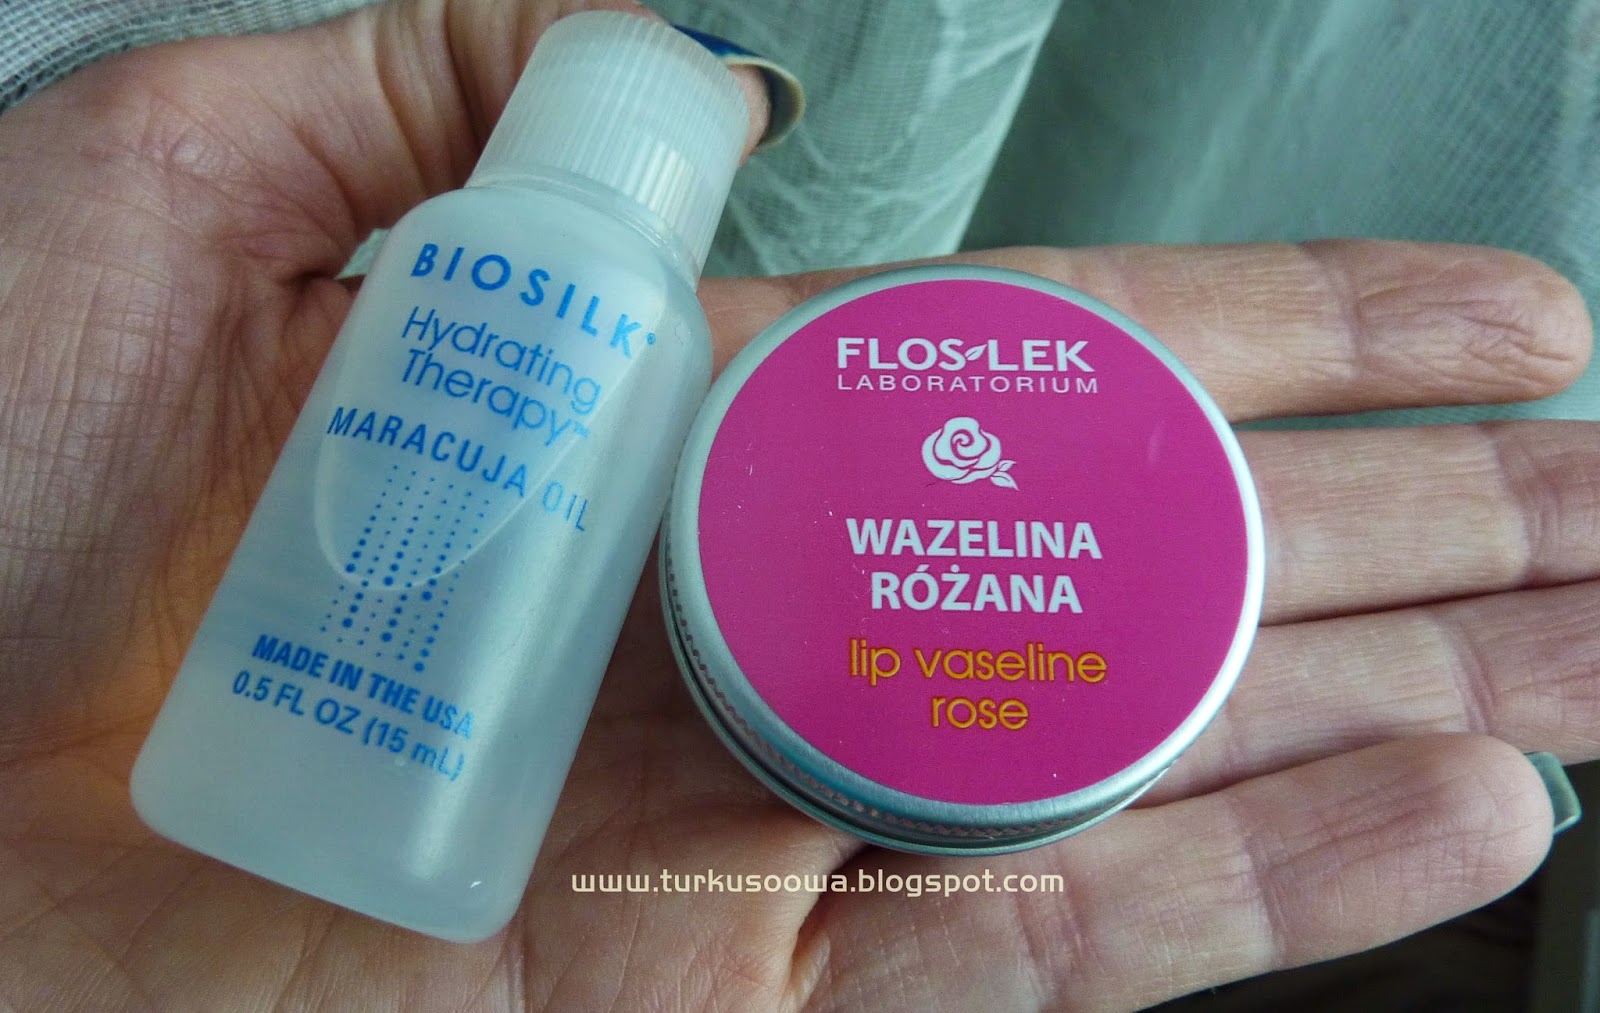 BIOSILK®
Hydrating
Therapy™
MARACUJA OIL
MADE IN THE USA
0.5 FL OZ (15 mL)
FLOS-LEK
LABORATORIUM
WAZELINA
RÓŻANA
lip vaseline
rose
www.turkusoowa.blogspot.com